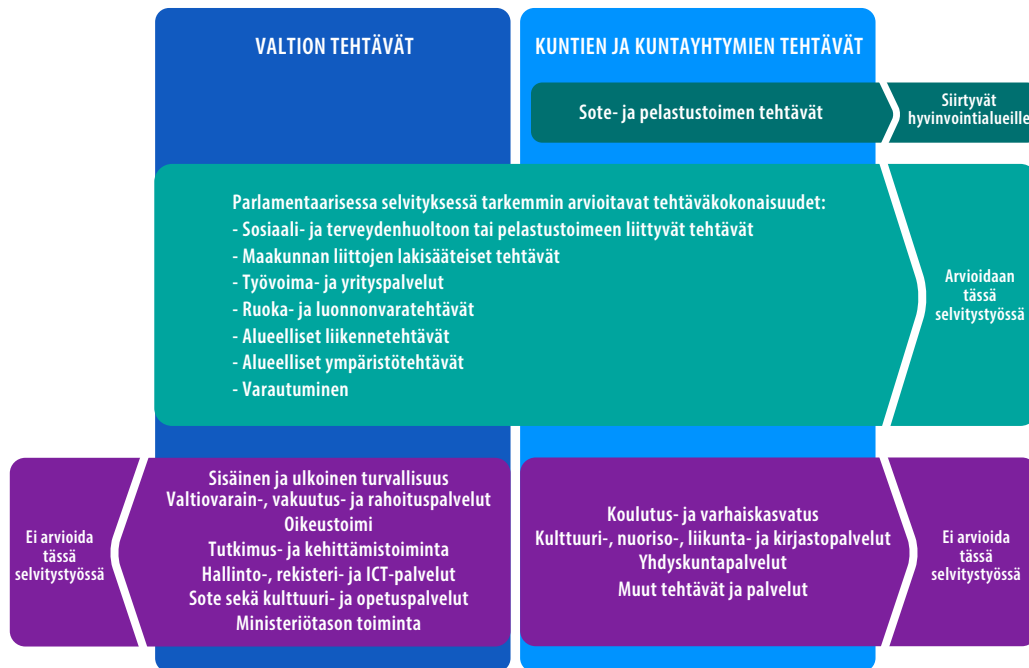 VALTION TEHTÄVÄT
KUNTIEN JA KUNTAYHTYMIEN TEHTÄVÄT
Sote- ja pelastustoimen tehtävät
Siirtyvät
hyvinvointialueille
Parlamentaarisessa selvityksessä tarkemmin arvioitavat tehtäväkokonaisuudet:
- Sosiaali- ja terveydenhuoltoon tai pelastustoimeen liittyvät tehtävät
- Maakunnan liittojen lakisääteiset tehtävät
- Työvoima- ja yrityspalvelut
- Ruoka- ja luonnonvaratehtävät
- Alueelliset liikennetehtävät
- Alueelliset ympäristötehtävät
- Varautuminen
Arvioidaan
tässä
selvitystyössä
Ei arvioida
tässä
selvitystyössä
Sisäinen ja ulkoinen turvallisuus
Valtiovarain-, vakuutus- ja rahoituspalvelut
Oikeustoimi
Tutkimus- ja kehittämistoiminta
Hallinto-, rekisteri- ja ICT-palvelut
Sote sekä kulttuuri- ja opetuspalvelut
Ministeriötason toiminta
Koulutus- ja varhaiskasvatus
Kulttuuri-, nuoriso-, liikunta- ja kirjastopalvelut
Yhdyskuntapalvelut
Muut tehtävät ja palvelut
Ei arvioida
tässä
selvitystyössä